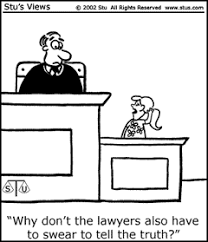 Stu's Views
© 2002 Stu All Rights Reserved www.stus.com
S T U
"Why don't the lawyers also have
to swear to tell the truth?"